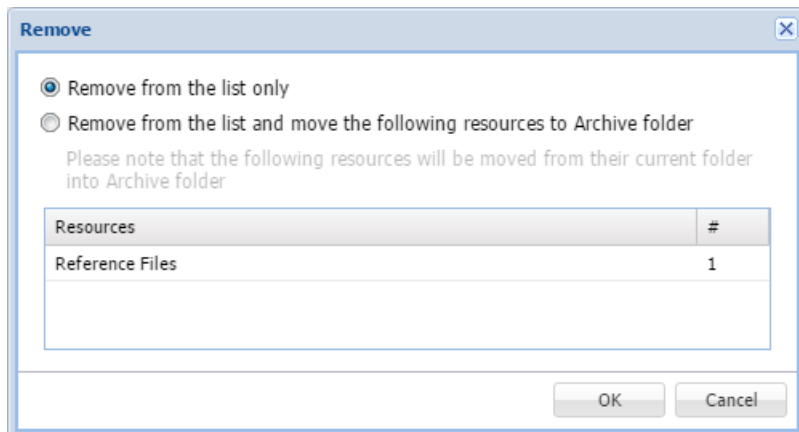 Remove
Remove from the list only
Remove from the list and move the following resources to Archive folder
Please note that the following resources will be moved from their current folder
into Archive folder
Resources #
Reference Files 1
OK Cancel